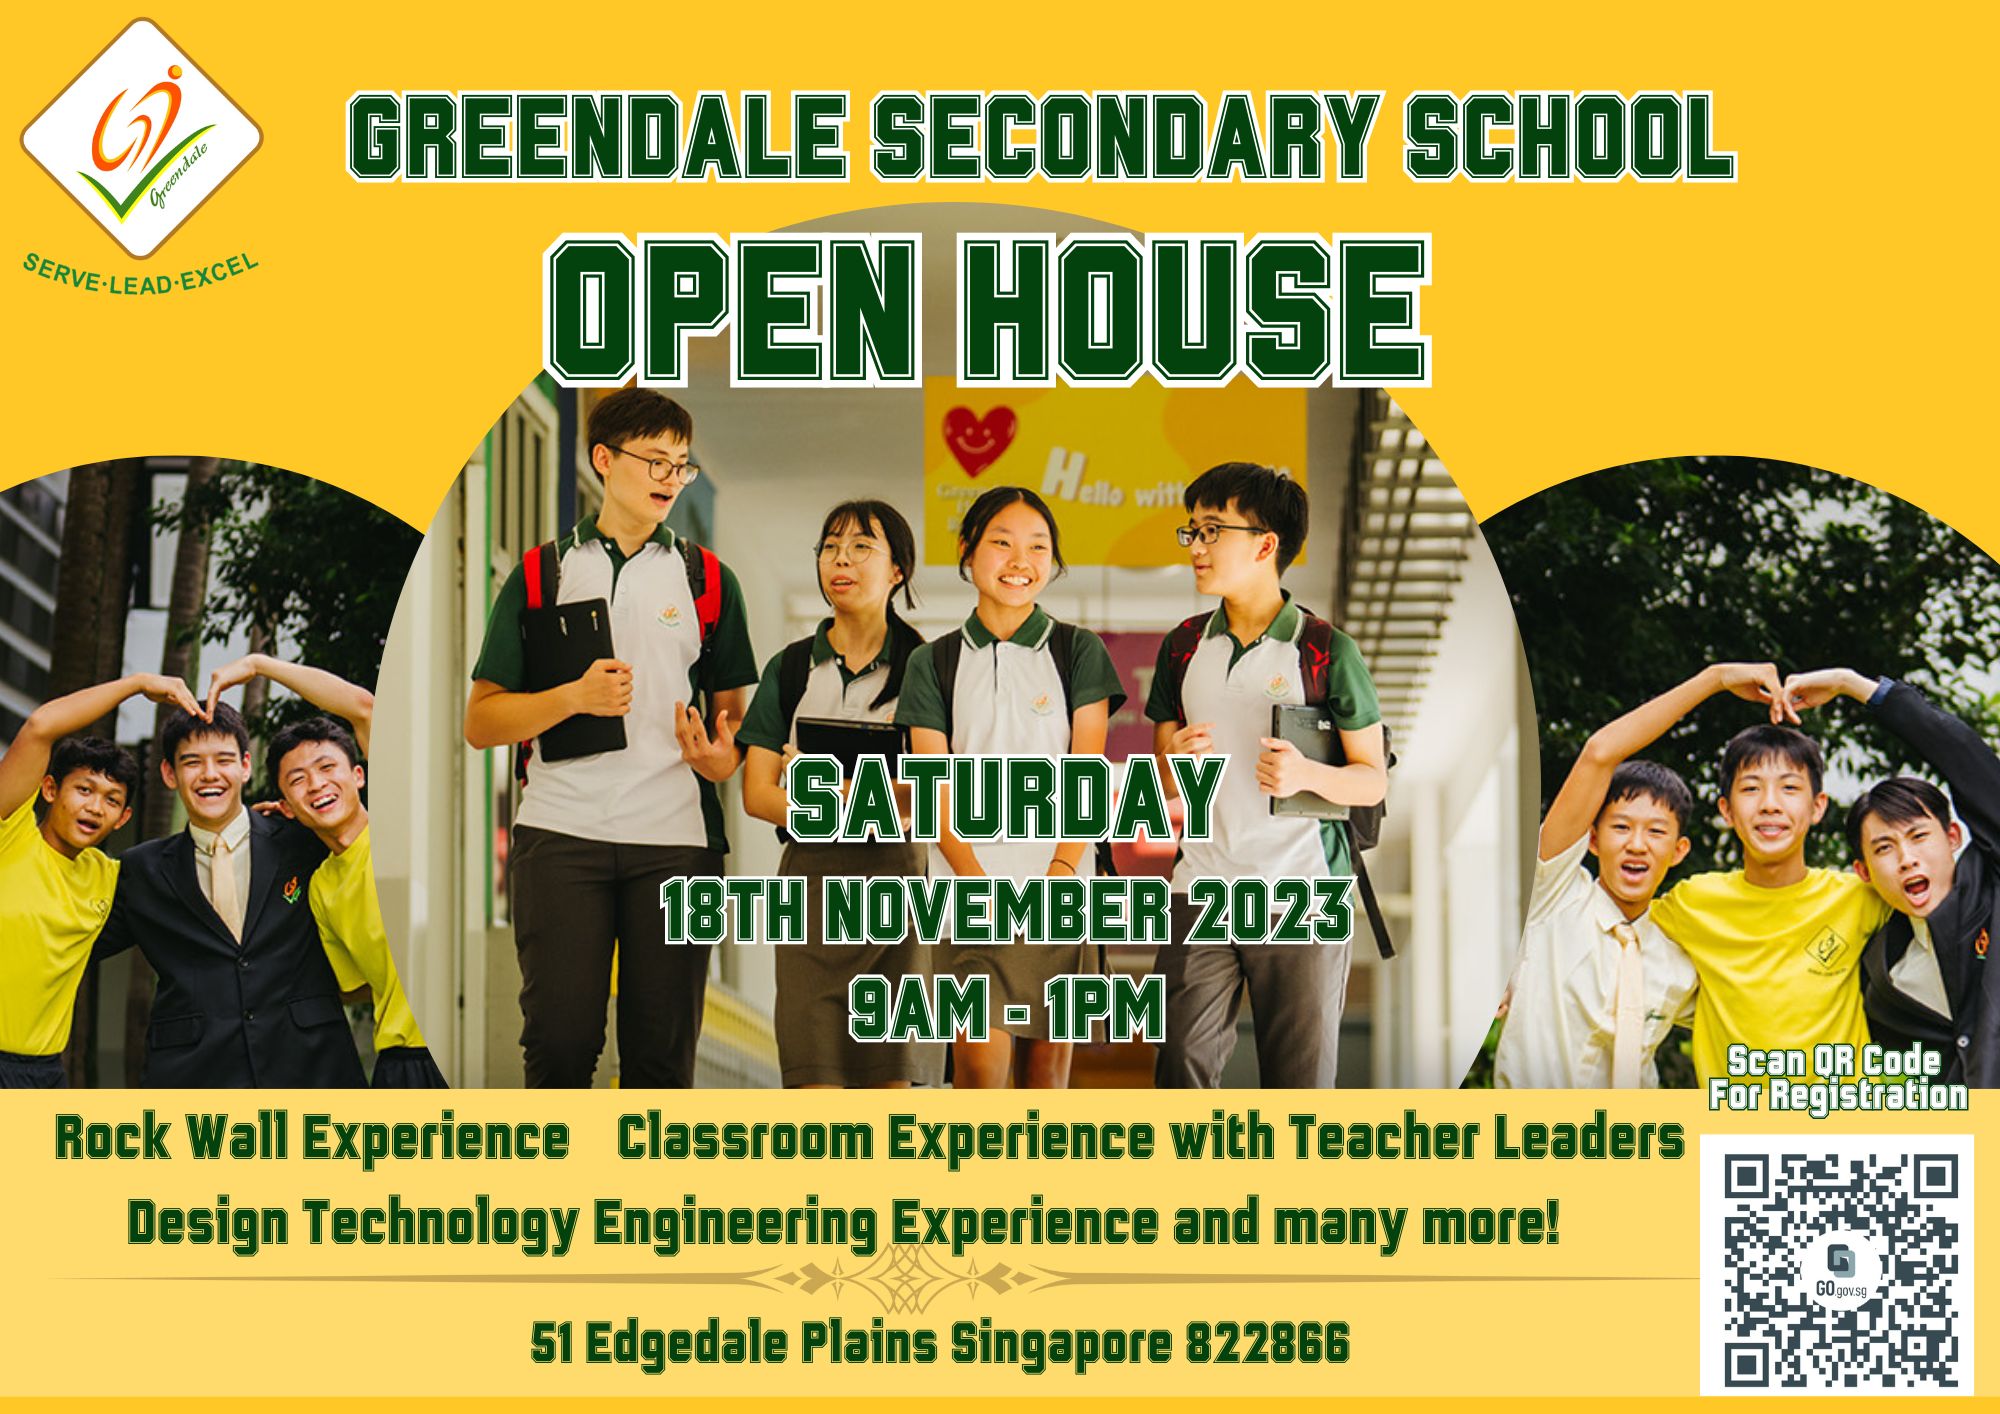 Greendale
SERVE·LEAD·EXCEL
GREENDALE SECONDARY SCHOOL
OPEN HOUSE
Hello with
SATURDAY
18TH NOVEMBER 2023
9AM - 1PM
Scan QR Code
For Registration
Rock Wall Experience Classroom Experience with Teacher Leaders
Design Technology Engineering Experience and many more!
GO.gov.sg
51 Edgedale Plains Singapore 822866